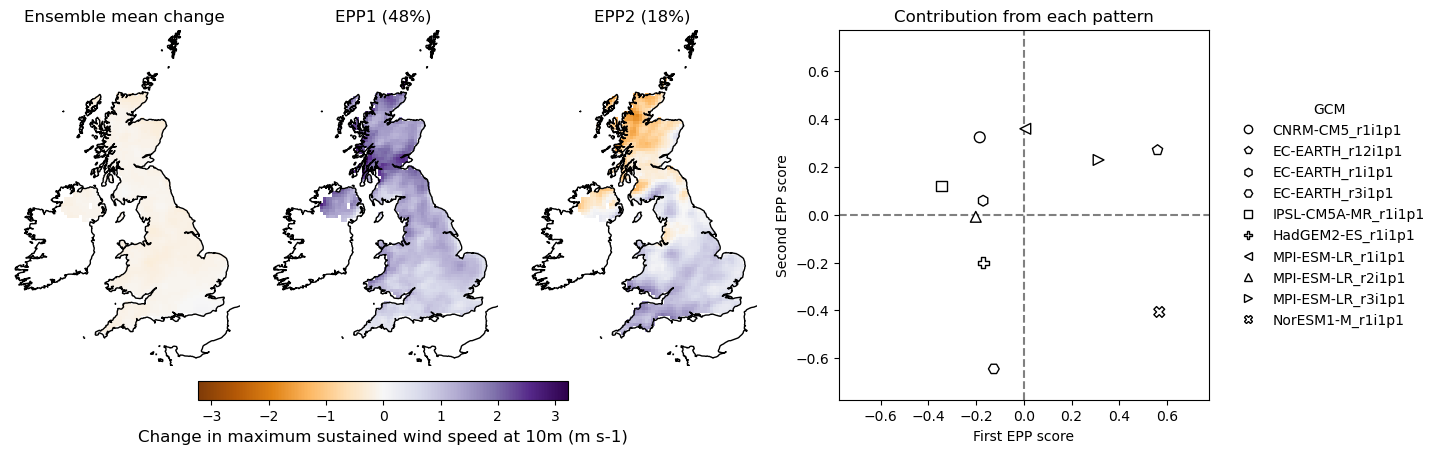 Ensemble mean change
EPP1 (48%)
EPP2 (18%)
Contribution from each pattern
−3 −2 −1 0 1 2 3
Change in maximum sustained wind speed at 10m (m s-1)
Second EPP score
0.6
0.4
0.2
0.0
−0.2
−0.4
−0.6
−0.6 −0.4 −0.2 0.0 0.2 0.4 0.6
First EPP score
GCM
CNRM-CM5_r1i1p1
EC-EARTH_r12i1p1
EC-EARTH_r1i1p1
EC-EARTH_r3i1p1
IPSL-CM5A-MR_r1i1p1
HadGEM2-ES_r1i1p1
MPI-ESM-LR_r1i1p1
MPI-ESM-LR_r2i1p1
MPI-ESM-LR_r3i1p1
NorESM1-M_r1i1p1